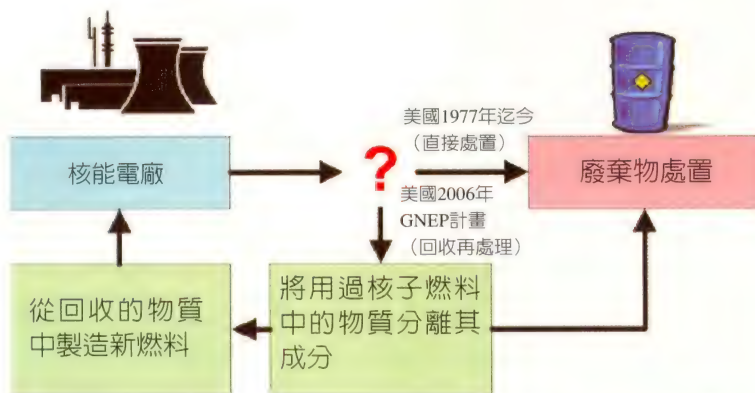 美國1977年迄今
（直接處置）
核能電廠
?
廢棄物處置
美國2006年
GNEP計畫
（回收再處理）
從回收的物質
中製造新燃料
將用過核子燃料
中的物質分離其
成分